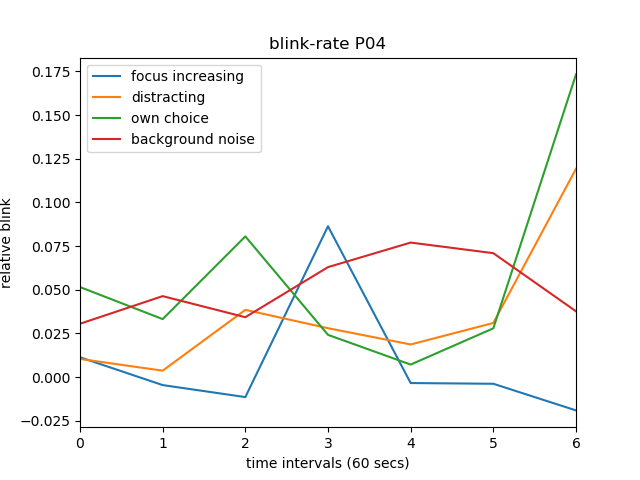 blink-rate P04
focus increasing
distracting
own choice
background noise
relative blink
0.175
0.150
0.125
0.100
0.075
0.050
0.025
0.000
−0.025
0 1 2 3 4 5 6
time intervals (60 secs)